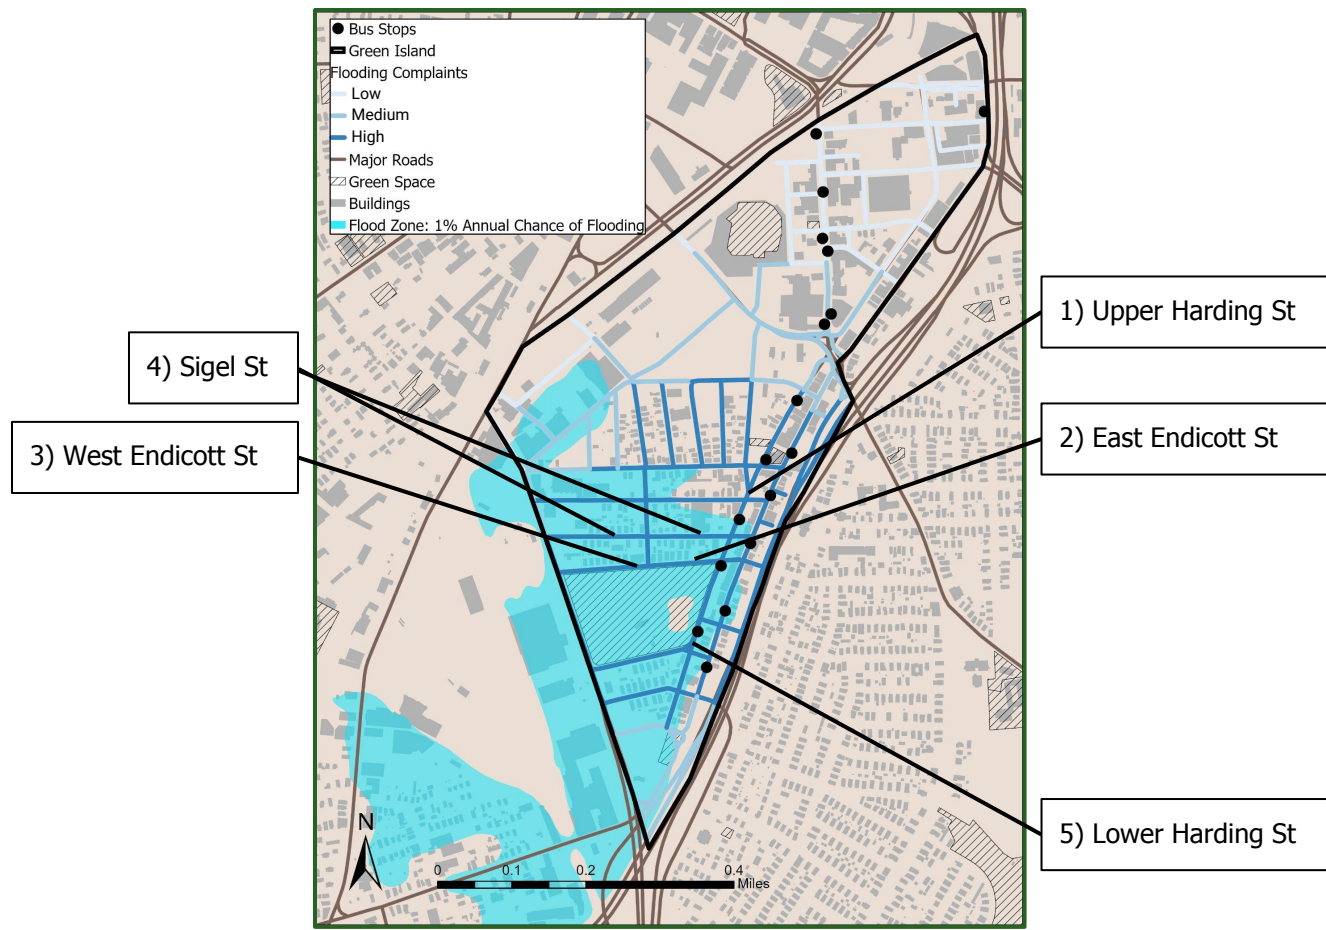 Bus Stops
Green Island
Flooding Complaints
Low
Medium
High
Major Roads
Green Space
Buildings
Flood Zone: 1% Annual Chance of Flooding
1) Upper Harding St
4) Sigel St
2) East Endicott St
3) West Endicott St
5) Lower Harding St
N
0 0.1 0.2 0.4
Miles